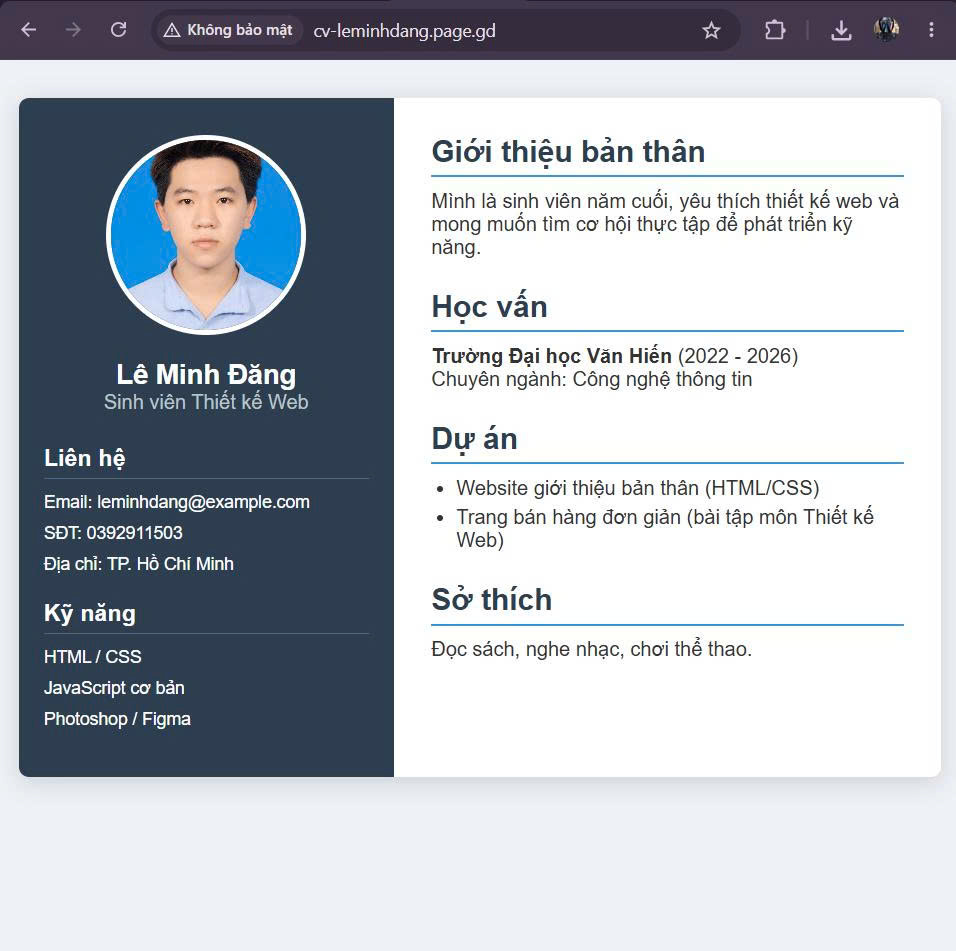 Không bảo mật
cv-leminhdang.page.gd
Lê Minh Đăng
Sinh viên Thiết kế Web
Liên hệ
Email: leminhdang@example.com
SĐT: 0392911503
Địa chỉ: TP. Hồ Chí Minh
Kỹ năng
HTML / CSS
JavaScript cơ bản
Photoshop / Figma
Giới thiệu bản thân
Mình là sinh viên năm cuối, yêu thích thiết kế web và
mong muốn tìm cơ hội thực tập để phát triển kỹ
năng.
Học vấn
Trường Đại học Văn Hiến (2022 - 2026)
Chuyên ngành: Công nghệ thông tin
Dự án
Website giới thiệu bản thân (HTML/CSS)
Trang bán hàng đơn giản (bài tập môn Thiết kế
Web)
Sở thích
Đọc sách, nghe nhạc, chơi thể thao.